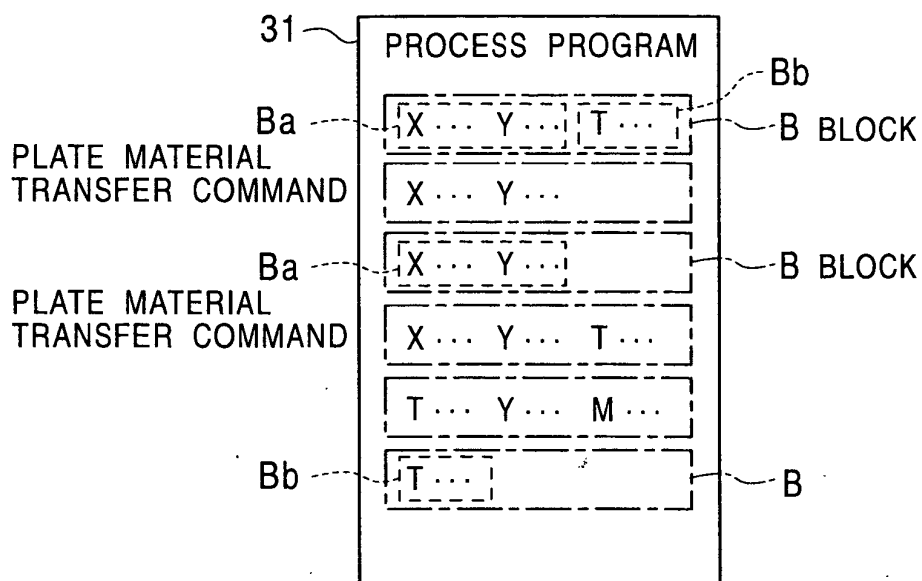 31
PROCESS PROGRAM
Bb
Ba X ··· Y ··· T ··· B BLOCK
PLATE MATERIAL
TRANSFER COMMAND
X ··· Y ···
Ba X ··· Y ··· B BLOCK
PLATE MATERIAL
TRANSFER COMMAND
X ··· Y ··· T ···
T ··· Y ··· M ···
Bb T ··· B